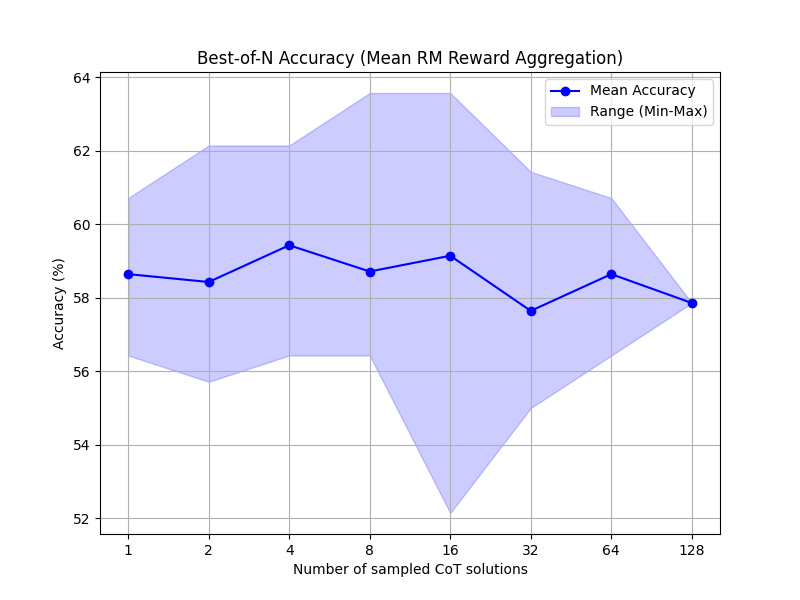 Best-of-N Accuracy (Mean RM Reward Aggregation)
Mean Accuracy
Range (Min-Max)
Accuracy (%)
64
62
60
58
56
54
52
1 2 4 8 16 32 64 128
Number of sampled CoT solutions